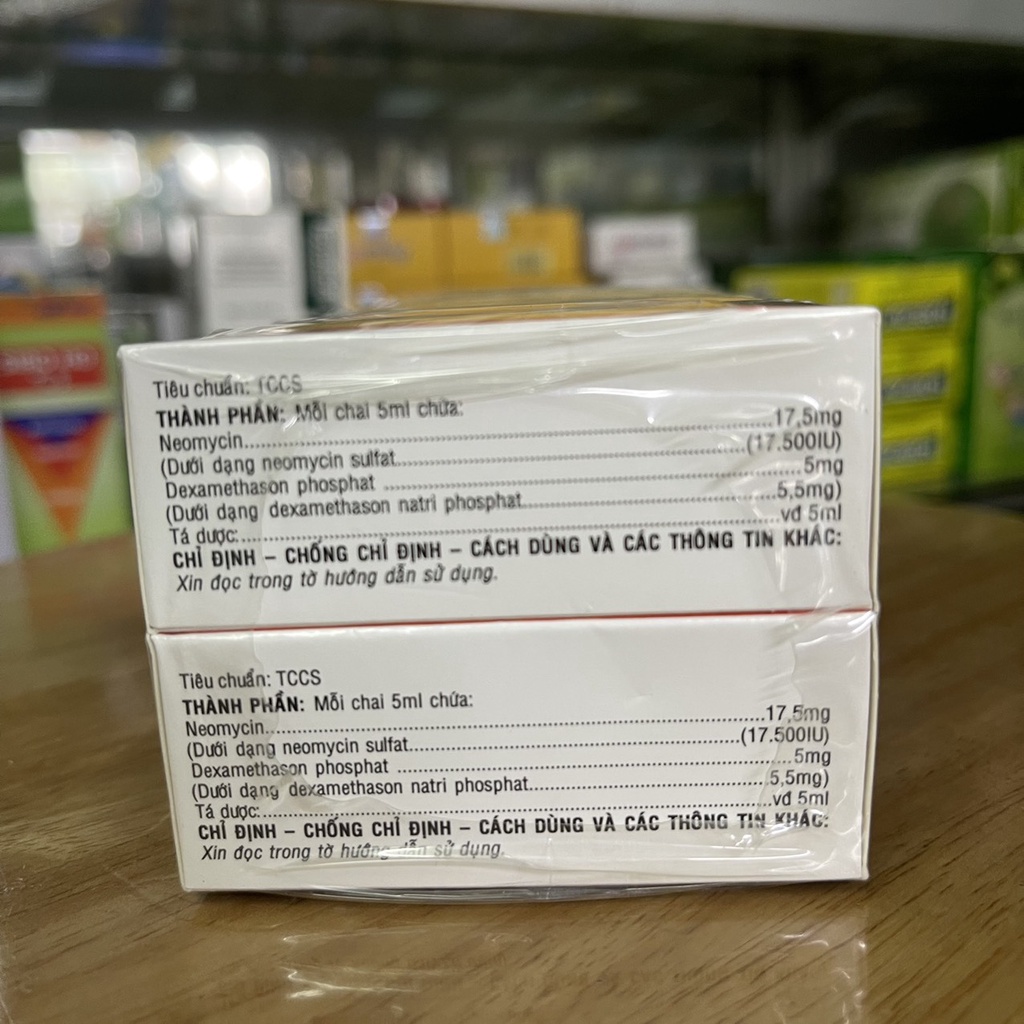 Tiêu chuẩn: TCCS
THÀNH PHẦN: Mỗi chai 5ml chứa:
Neomycin..........17,5mg
(Dưới dạng neomycin sulfat..........(17.500IU)
Dexamethason phosphat ..........5mg
(Dưới dạng dexamethason natri phosphat..........5,5mg)
Tá dược:..........vđ 5ml
CHỈ ĐỊNH – CHỐNG CHỈ ĐỊNH – CÁCH DÙNG VÀ CÁC THÔNG TIN KHÁC:
Xin đọc trong tờ hướng dẫn sử dụng.
Tiêu chuẩn: TCCS
THÀNH PHẦN: Mỗi chai 5ml chứa:
Neomycin..........17,5mg
(Dưới dạng neomycin sulfat..........(17.500IU)
Dexamethason phosphat ..........5mg
(Dưới dạng dexamethason natri phosphat..........5,5mg)
Tá dược:..........vđ 5ml
CHỈ ĐỊNH – CHỐNG CHỈ ĐỊNH – CÁCH DÙNG VÀ CÁC THÔNG TIN KHÁC:
Xin đọc trong tờ hướng dẫn sử dụng.